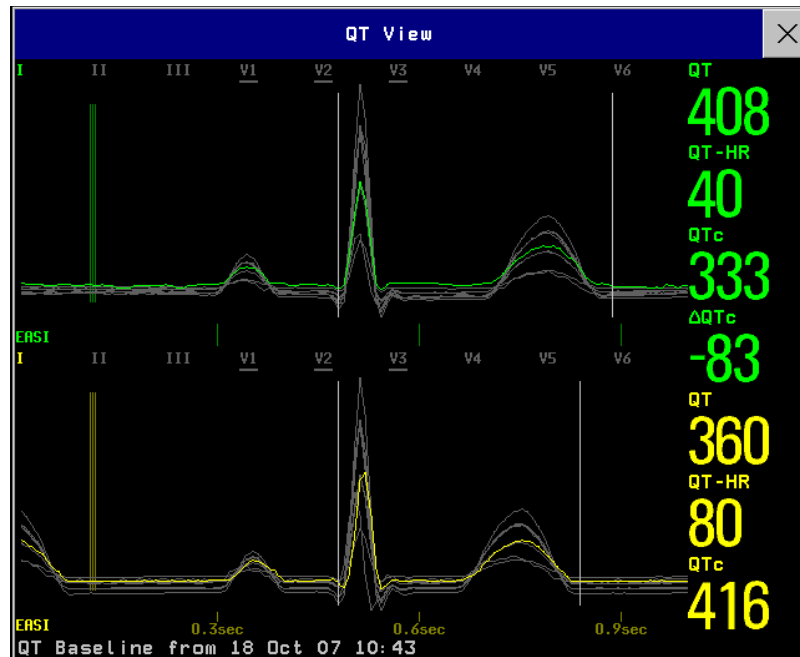 QT View
I II III V1 V2 V3 V4 V5 V6
QT
408
QT-HR
40
QTc
333
ΔQTc
-83
EASI
I II III V1 V2 V3 V4 V5 V6
QT
360
QT-HR
80
QTc
416
EASI
0.3sec 0.6sec 0.9sec
QT Baseline from 18 Oct 07 10:43